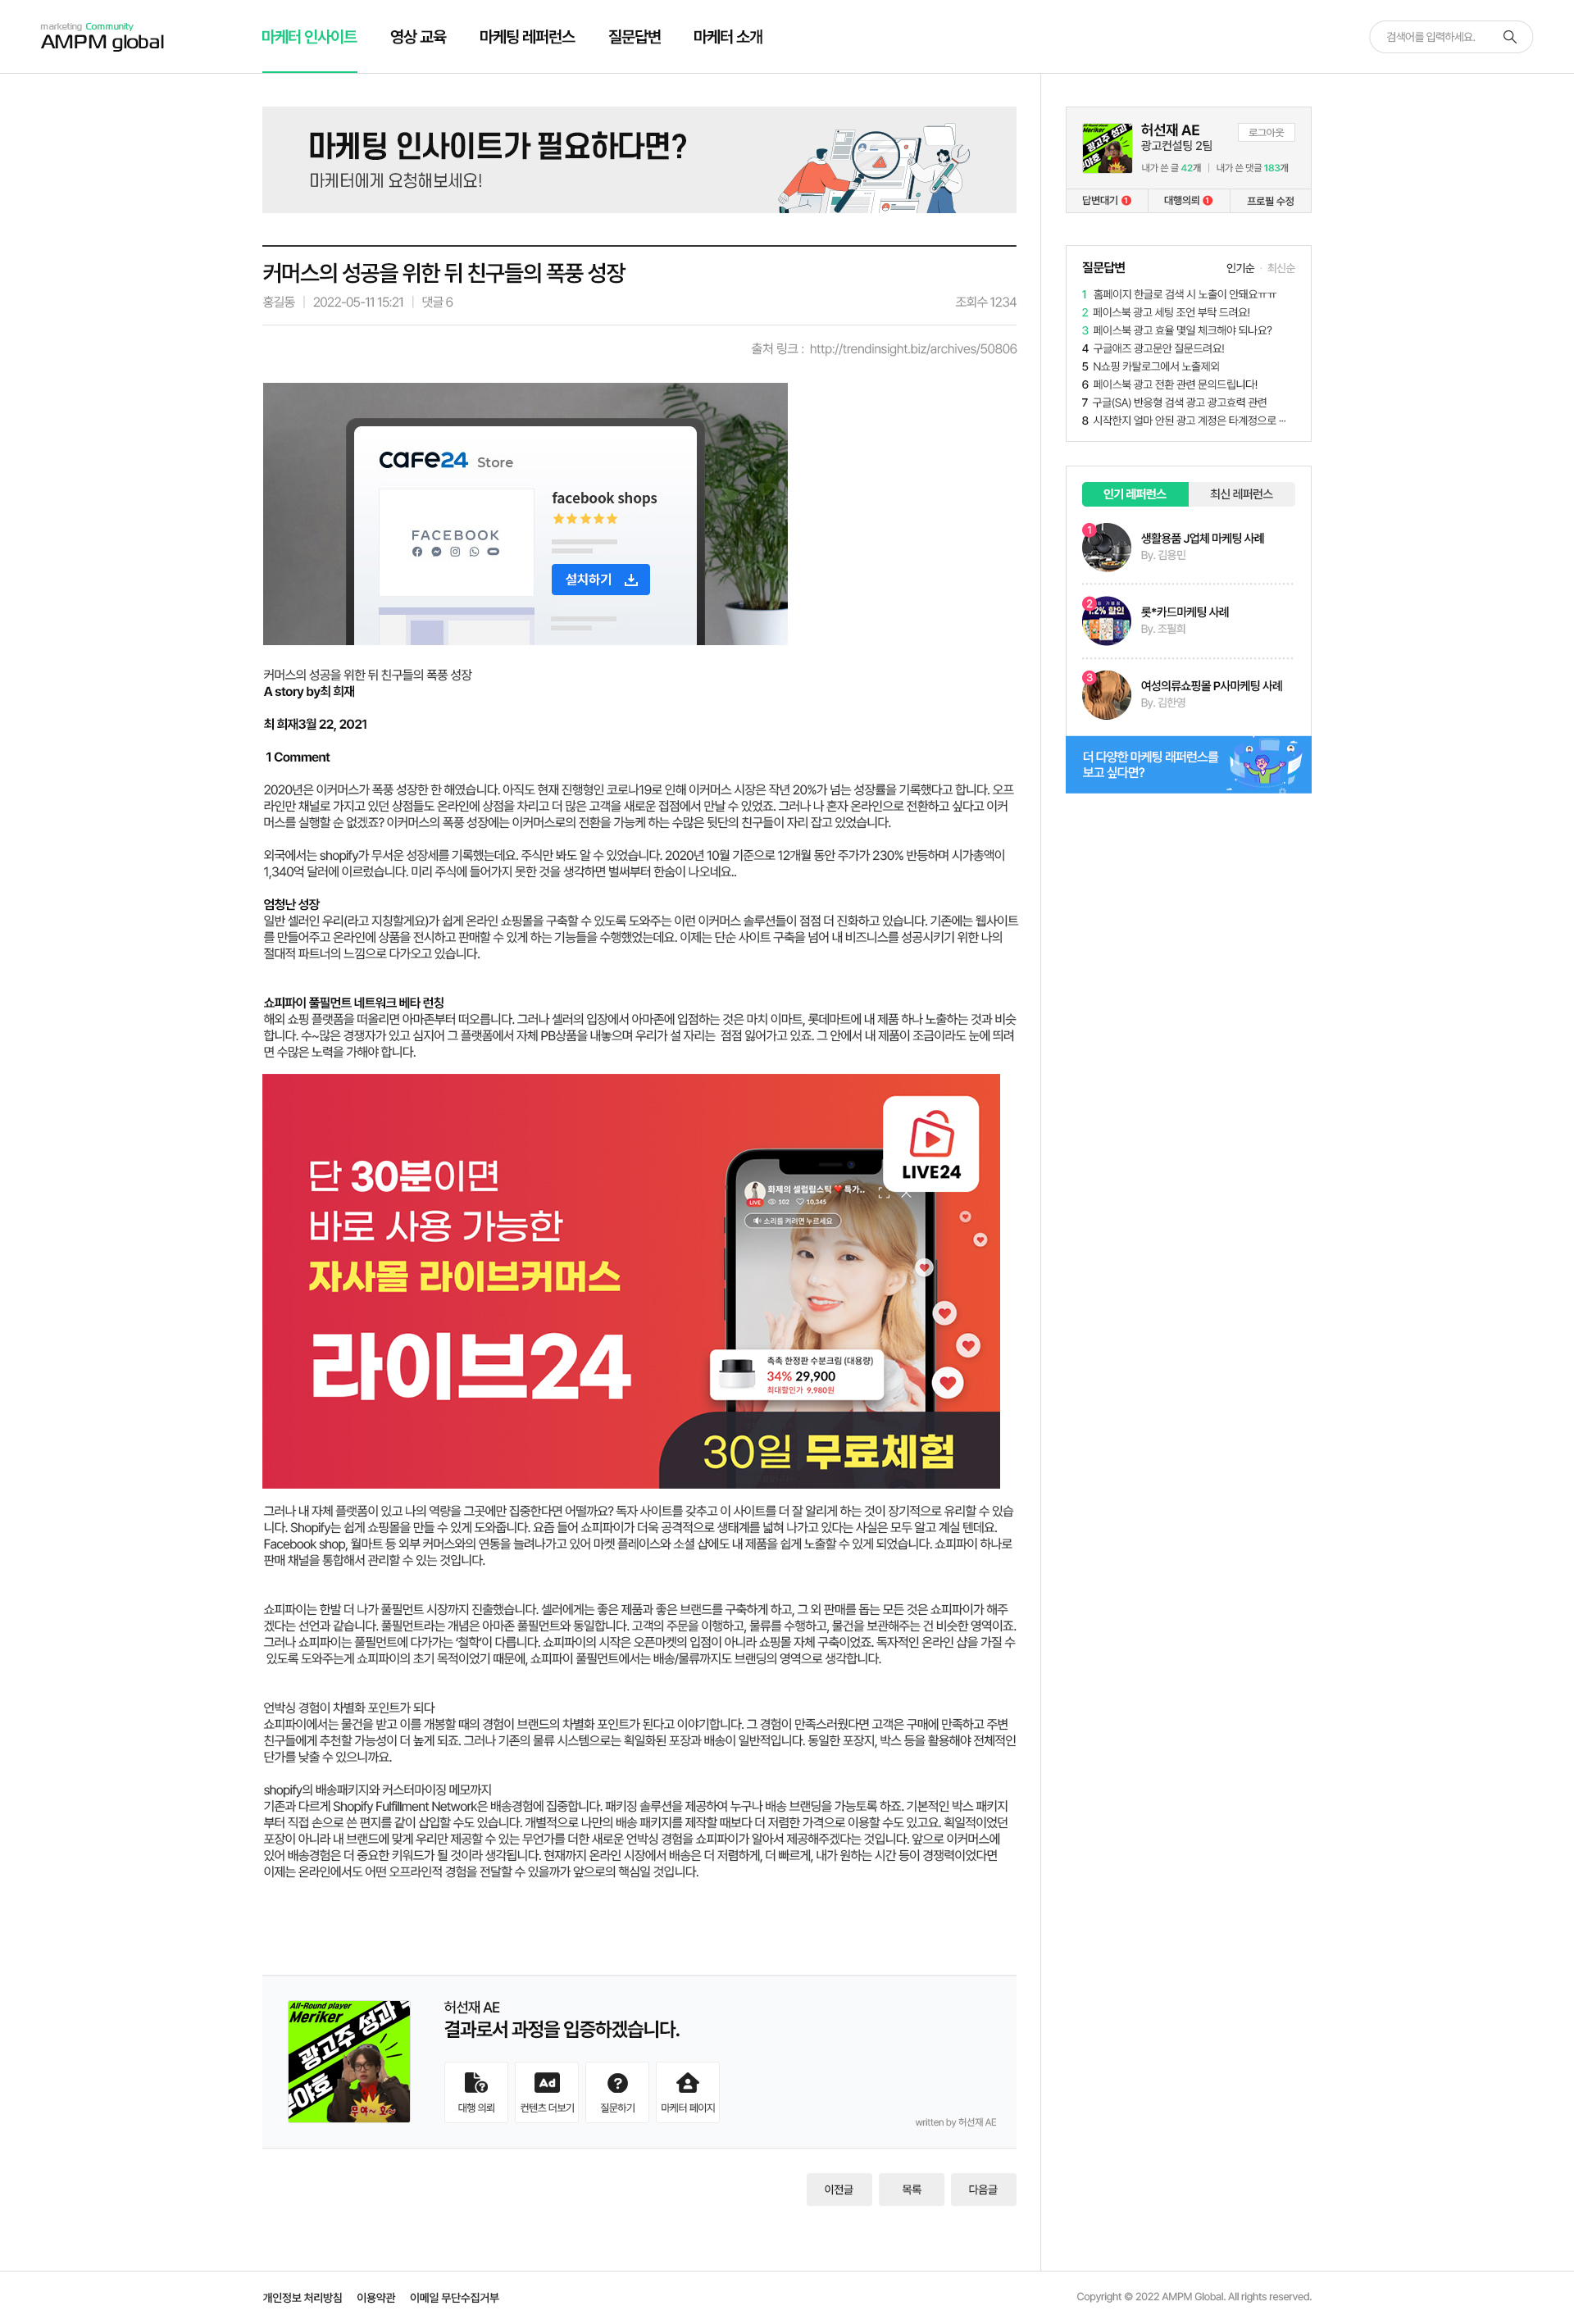 marketing Community
AMPM global
마케터 인사이트
영상 교육
마케팅 레퍼런스
질문답변
마케터 소개
검색어를 입력하세요.
마케팅 인사이트가 필요하다면?
마케터에게 요청해보세요!
커머스의 성공을 위한 뒤 친구들의 폭풍 성장
홍길동 | 2022-05-11 15:21 | 댓글 6
조회수 1234
출처 링크 : http://trendinsight.biz/archives/50806
cafe24 Store
FACEBOOK
facebook shops
설치하기
커머스의 성공을 위한 뒤 친구들의 폭풍 성장
A story by최 희재
최 희재3월 22, 2021
1 Comment
2020년은 이커머스가 폭풍 성장한 한 해였습니다. 아직도 현재 진행형인 코로나19로 인해 이커머스 시장은 작년 20%가 넘는 성장률을 기록했다고 합니다. 오프
라인만 채널로 가지고 있던 상점들도 온라인에 상점을 차리고 더 많은 고객을 새로운 접점에서 만날 수 있었죠. 그러나 나 혼자 온라인으로 전환하고 싶다고 이커
머스를 실행할 순 없겠죠? 이커머스의 폭풍 성장에는 이커머스로의 전환을 가능케 하는 수많은 뒷단의 친구들이 자리 잡고 있었습니다.
외국에서는 shopify가 무서운 성장세를 기록했는데요. 주식만 봐도 알 수 있었습니다. 2020년 10월 기준으로 12개월 동안 주가가 230% 반등하며 시가총액이
1,340억 달러에 이르렀습니다. 미리 주식에 들어가지 못한 것을 생각하면 벌써부터 한숨이 나오네요..
엄청난 성장
일반 셀러인 우리(라고 지칭할게요)가 쉽게 온라인 쇼핑몰을 구축할 수 있도록 도와주는 이런 이커머스 솔루션들이 점점 더 진화하고 있습니다. 기존에는 웹사이트
를 만들어주고 온라인에 상품을 전시하고 판매할 수 있게 하는 기능들을 수행했었는데요. 이제는 단순 사이트 구축을 넘어 내 비즈니스를 성공시키기 위한 나의
절대적 파트너의 느낌으로 다가오고 있습니다.
쇼피파이 풀필먼트 네트워크 베타 런칭
해외 쇼핑 플랫폼을 떠올리면 아마존부터 떠오릅니다. 그러나 셀러의 입장에서 아마존에 입점하는 것은 마치 이마트, 롯데마트에 내 제품 하나 노출하는 것과 비슷
합니다. 수~많은 경쟁자가 있고 심지어 그 플랫폼에서 자체 PB상품을 내놓으며 우리가 설 자리는 점점 잃어가고 있죠. 그 안에서 내 제품이 조금이라도 눈에 띄려
면 수많은 노력을 가해야 합니다.
단 30분이면
바로 사용 가능한
자사몰 라이브커머스
라이브24
LIVE24
화제의 셀럽립스틱 ❤️ 특가..
LIVE 102 10,345
소리를 켜려면 누르세요
촉촉 한정판 수분크림 (대용량)
34% 29,900
최대할인가 9,980원
30일 무료체험
그러나 내 자체 플랫폼이 있고 나의 역량을 그곳에만 집중한다면 어떨까요? 독자 사이트를 갖추고 이 사이트를 더 잘 알리게 하는 것이 장기적으로 유리할 수 있습
니다. Shopify는 쉽게 쇼핑몰을 만들 수 있게 도와줍니다. 요즘 들어 쇼피파이가 더욱 공격적으로 생태계를 넓혀 나가고 있다는 사실은 모두 알고 계실 텐데요.
Facebook shop, 월마트 등 외부 커머스와의 연동을 늘려나가고 있어 마켓 플레이스와 소셜 샵에도 내 제품을 쉽게 노출할 수 있게 되었습니다. 쇼피파이 하나로
판매 채널을 통합해서 관리할 수 있는 것입니다.
쇼피파이는 한발 더 나가 풀필먼트 시장까지 진출했습니다. 셀러에게는 좋은 제품과 좋은 브랜드를 구축하게 하고, 그 외 판매를 돕는 모든 것은 쇼피파이가 해주
겠다는 선언과 같습니다. 풀필먼트라는 개념은 아마존 풀필먼트와 동일합니다. 고객의 주문을 이행하고, 물류를 수행하고, 물건을 보관해주는 건 비슷한 영역이죠.
그러나 쇼피파이는 풀필먼트에 다가가는 '철학'이 다릅니다. 쇼피파이의 시작은 오픈마켓의 입점이 아니라 쇼핑몰 자체 구축이었죠. 독자적인 온라인 샵을 가질 수
있도록 도와주는게 쇼피파이의 초기 목적이었기 때문에, 쇼피파이 풀필먼트에서는 배송/물류까지도 브랜딩의 영역으로 생각합니다.
언박싱 경험이 차별화 포인트가 되다
쇼피파이에서는 물건을 받고 이를 개봉할 때의 경험이 브랜드의 차별화 포인트가 된다고 이야기합니다. 그 경험이 만족스러웠다면 고객은 구매에 만족하고 주변
친구들에게 추천할 가능성이 더 높게 되죠. 그러나 기존의 물류 시스템으로는 획일화된 포장과 배송이 일반적입니다. 동일한 포장지, 박스 등을 활용해야 전체적인
단가를 낮출 수 있으니까요.
shopify의 배송패키지와 커스터마이징 메모까지
기존과 다르게 Shopify Fulfillment Network은 배송경험에 집중합니다. 패키징 솔루션을 제공하여 누구나 배송 브랜딩을 가능토록 하죠. 기본적인 박스 패키지
부터 직접 손으로 쓴 편지를 같이 삽입할 수도 있습니다. 개별적으로 나만의 배송 패키지를 제작할 때보다 더 저렴한 가격으로 이용할 수도 있고요. 획일적이었던
포장이 아니라 내 브랜드에 맞게 우리만 제공할 수 있는 무언가를 더한 새로운 언박싱 경험을 쇼피파이가 알아서 제공해주겠다는 것입니다. 앞으로 이커머스에
있어 배송경험은 더 중요한 키워드가 될 것이라 생각됩니다. 현재까지 온라인 시장에서 배송은 더 저렴하게, 더 빠르게, 내가 원하는 시간 등이 경쟁력이었다면
이제는 온라인에서도 어떤 오프라인적 경험을 전달할 수 있을까가 앞으로의 핵심일 것입니다.
All-Round player
Meriker
광고주 성과
무야호
무여~ 호
허선재 AE
결과로서 과정을 입증하겠습니다.
대행 의뢰
Ad
컨텐츠 더보기
질문하기
마케터 페이지
written by 허선재 AE
이전글
목록
다음글
Meriker
광고주 성과
허선재 AE
로그아웃
광고컨설팅 2팀
내가 쓴 글 42개 | 내가 쓴 댓글 183개
답변대기 1
대행의뢰 1
프로필 수정
질문답변
인기순 · 최신순
1 홈페이지 한글로 검색 시 노출이 안돼요ㅠㅠ
2 페이스북 광고 세팅 조언 부탁 드려요!
3 페이스북 광고 효율 몇일 체크해야 되나요?
4 구글애즈 광고문안 질문드려요!
5 N쇼핑 카탈로그에서 노출제외
6 페이스북 광고 전환 관련 문의드립니다!
7 구글(SA) 반응형 검색 광고 광고효력 관련
8 시작한지 얼마 안된 광고 계정은 타계정으로 ...
인기 레퍼런스
최신 레퍼런스
1
생활용품 J업체 마케팅 사례
By. 김용민
2
1.2% 할인
롯*카드마케팅 사례
By. 조필희
3
여성의류쇼핑몰 P사마케팅 사례
By. 김한영
더 다양한 마케팅 래퍼런스를
보고 싶다면?
개인정보 처리방침
이용약관
이메일 무단수집거부
Copyright © 2022 AMPM Global. All rights reserved.